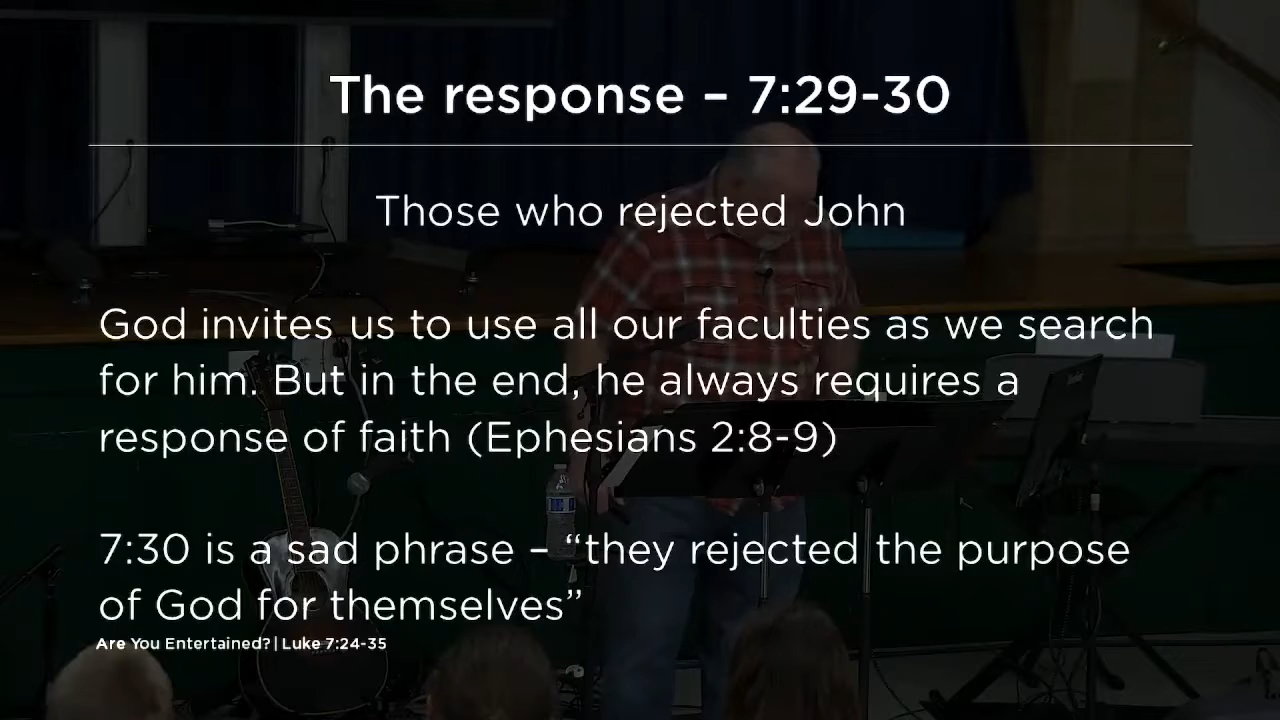 The response – 7:29-30
Those who rejected John
God invites us to use all our faculties as we search
for him. But in the end, he always requires a
response of faith (Ephesians 2:8-9)
7:30 is a sad phrase – “they rejected the purpose
of God for themselves”
Are You Entertained? | Luke 7:24-35